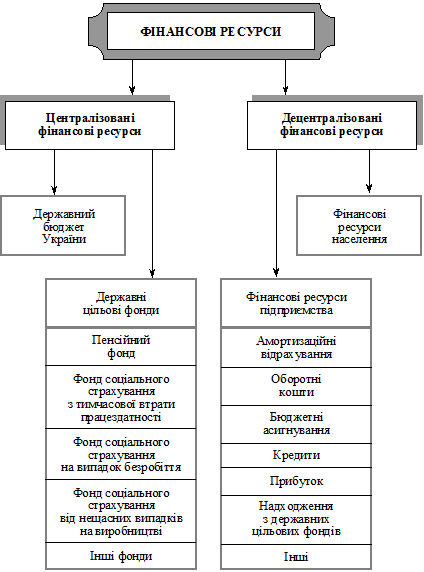 ФІНАНСОВІ РЕСУРСИ
Централізовані
фінансові ресурси
Децентралізовані
фінансові ресурси
Державний
бюджет
України
Фінансові
ресурси
населення
Державні
цільові фонди
Пенсійний
фонд
Фонд соціального
страхування
з тимчасової втрати
працездатності
Фонд соціального
страхування
на випадок безробіття
Фонд соціального
страхування
від нещасних випадків
на виробництві
Інші фонди
Фінансові ресурси
підприємства
Амортизаційні
відрахування
Оборотні
кошти
Бюджетні
асигнування
Кредити
Прибуток
Надходження
з державних
цільових фондів
Інші